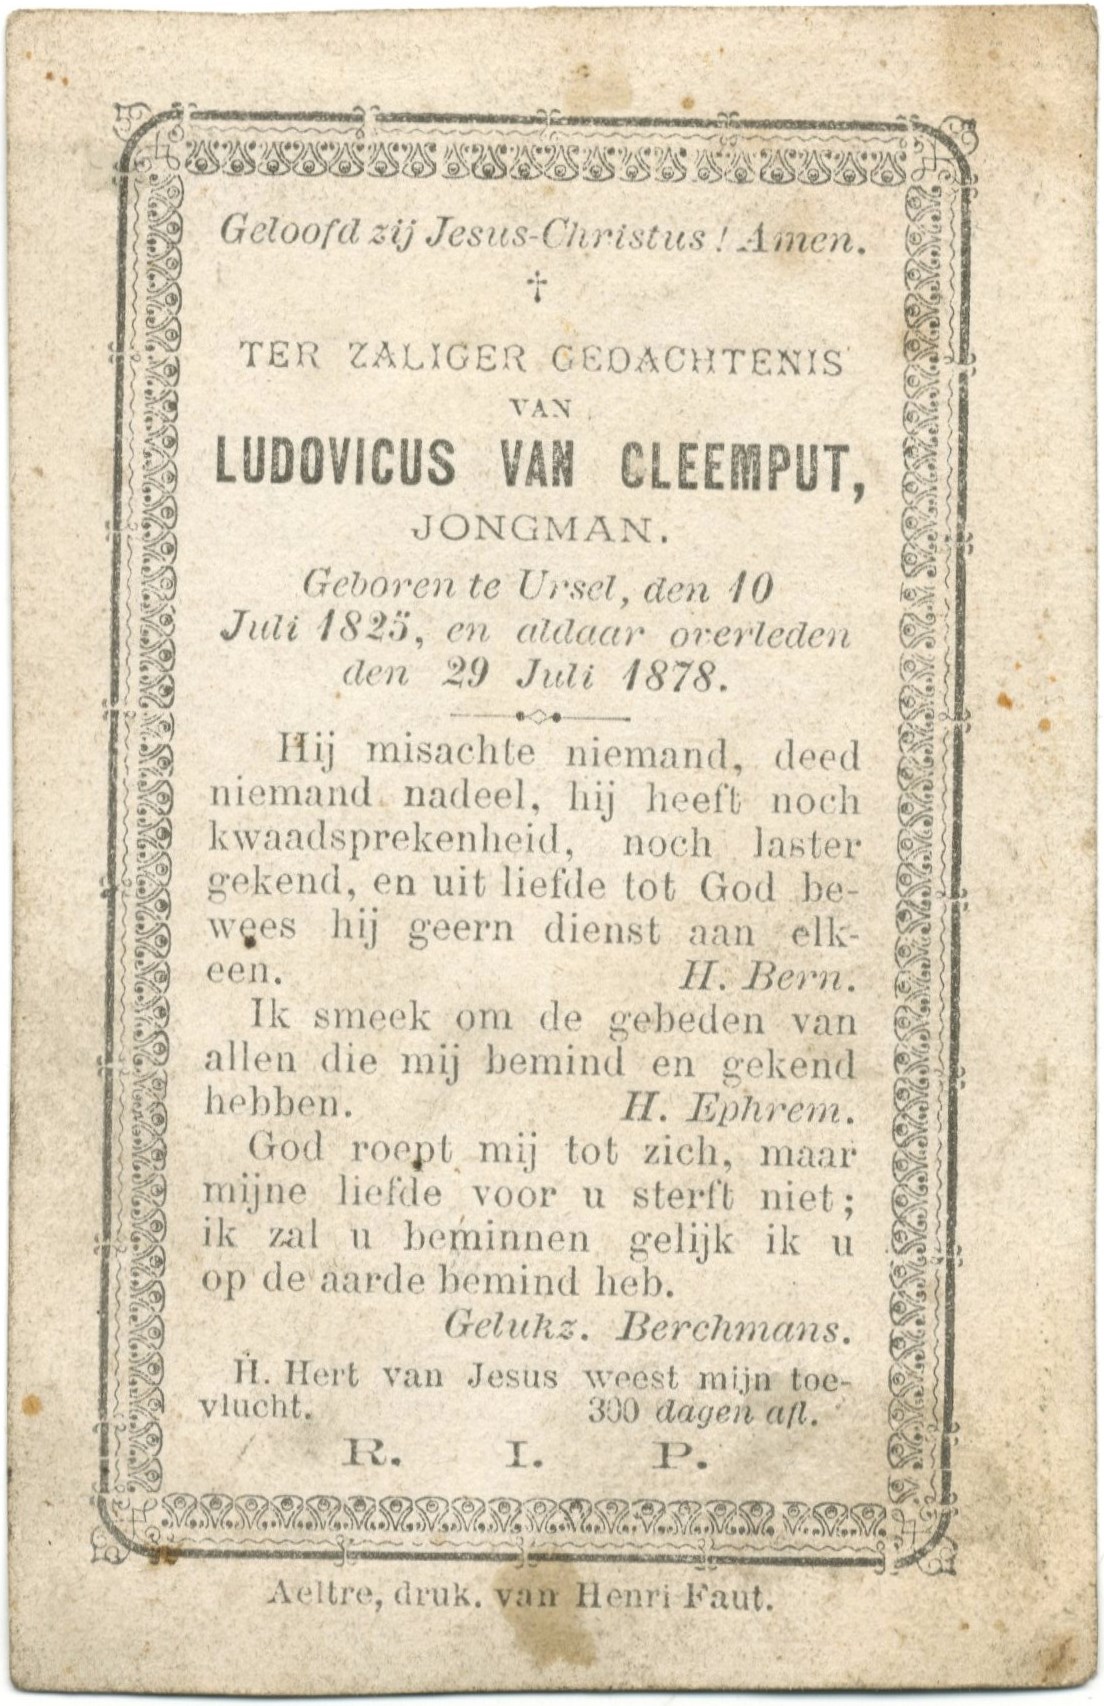 Geloofd zij Jesus-Christus! Amen.
†
TER ZALIGER GEDACHTENIS
VAN
LUDOVICUS VAN CLEEMPUT,
JONGMAN.
Geboren te Ursel, den 10
Juli 1825, en aldaar overleden
den 29 Juli 1878.
Hij misachte niemand, deed
niemand nadeel, hij heeft noch
kwaadsprekenheid, noch laster
gekend, en uit liefde tot God be-
wees hij geern dienst aan elk-
een. H. Bern.
Ik smeek om de gebeden van
allen die mij bemind en gekend
hebben. H. Ephrem.
God roept mij tot zich, maar
mijne liefde voor u sterft niet;
ik zal u beminnen gelijk ik u
op de aarde bemind heb.
Gelukz. Berchmans.
H. Hert van Jesus weest mijn toe-
vlucht. 300 dagen afl.
R. I. P.
Aeltre, druk. van Henri Faut.